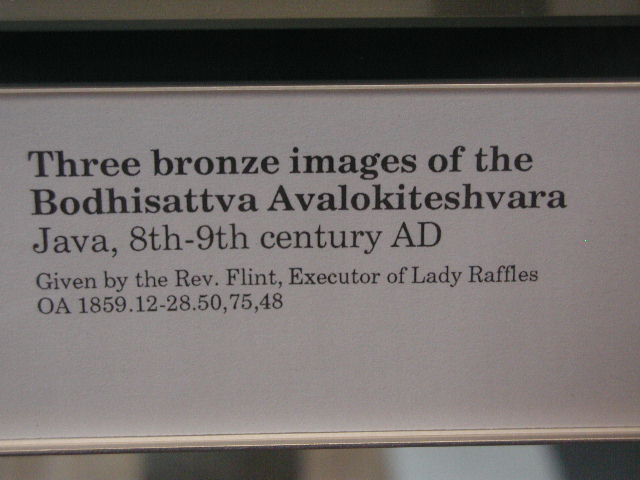 Three bronze images of the
Bodhisattva Avalokiteshvara
Java, 8th-9th century AD
Given by the Rev. Flint, Executor of Lady Raffles
OA 1859.12-28.50,75,48